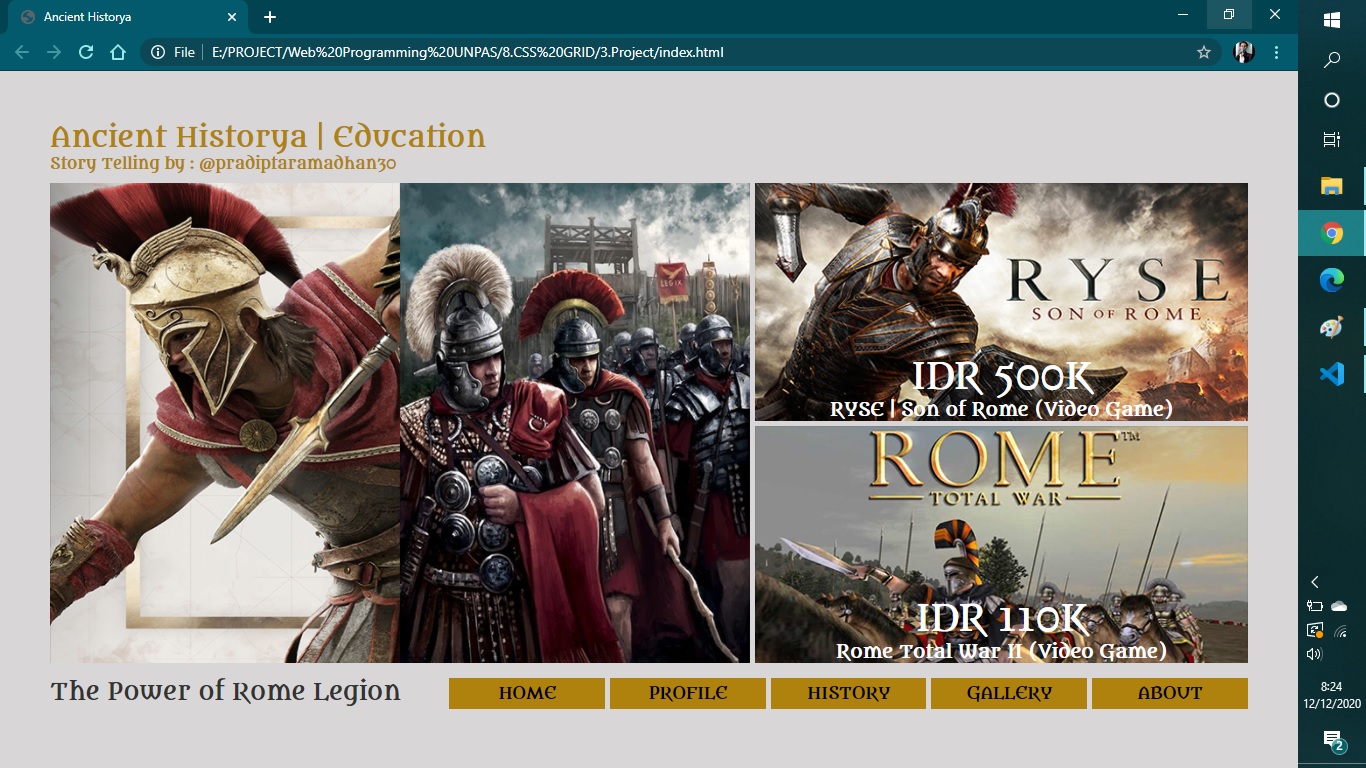 Ancient Historya
File
E:/PROJECT/Web%20Programming%20UNPAS/8.CSS%20GRID/3.Project/index.html
Ancient Historya | Education
Story Telling by : @pradiptaramadhan30
LEG IX
RYSE
SON OF ROME
IDR 500K
RYSE | Son of Rome (Video Game)
ROME™
TOTAL WAR
IDR 110K
Rome Total War II (Video Game)
The Power of Rome Legion
HOME
PROFILE
HISTORY
GALLERY
ABOUT
8:24
12/12/2020
2